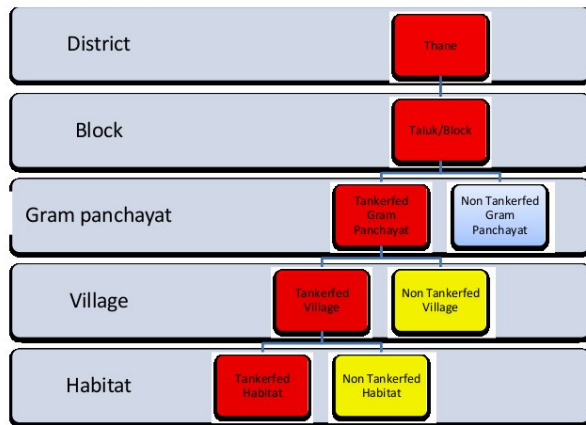 District
Thane
Block
Taluk/Block
Gram panchayat
Tankerfed
Gram
Panchayat
Non Tankerfed
Gram
Panchayat
Village
Tankerfed
Village
Non Tankerfed
Village
Habitat
Tankerfed
Habitat
Non Tankerfed
Habitat